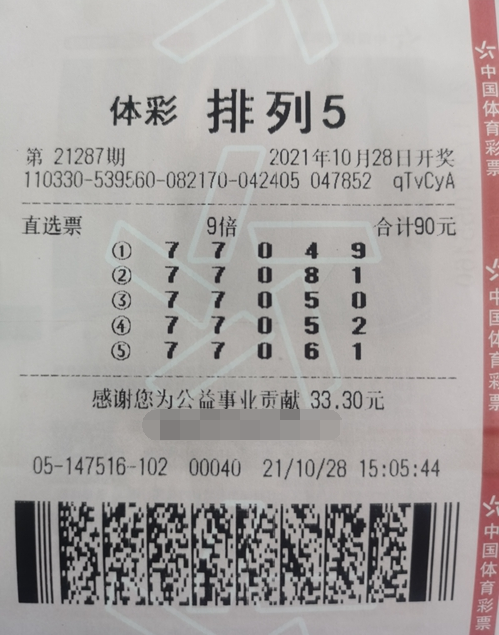 体彩 排列5
第 21287期 2021年10月28日开奖
110330-539560-082170-042405 047852 qTvCyA
直选票 9倍 合计90元
① 7 7 0 4 9
② 7 7 0 8 1
③ 7 7 0 5 0
④ 7 7 0 5 2
⑤ 7 7 0 6 1
感谢您为公益事业贡献 33.30元
05-147516-102 00040 21/10/28 15:05:44
中国体育彩票
中国体育彩票
中国体育彩票